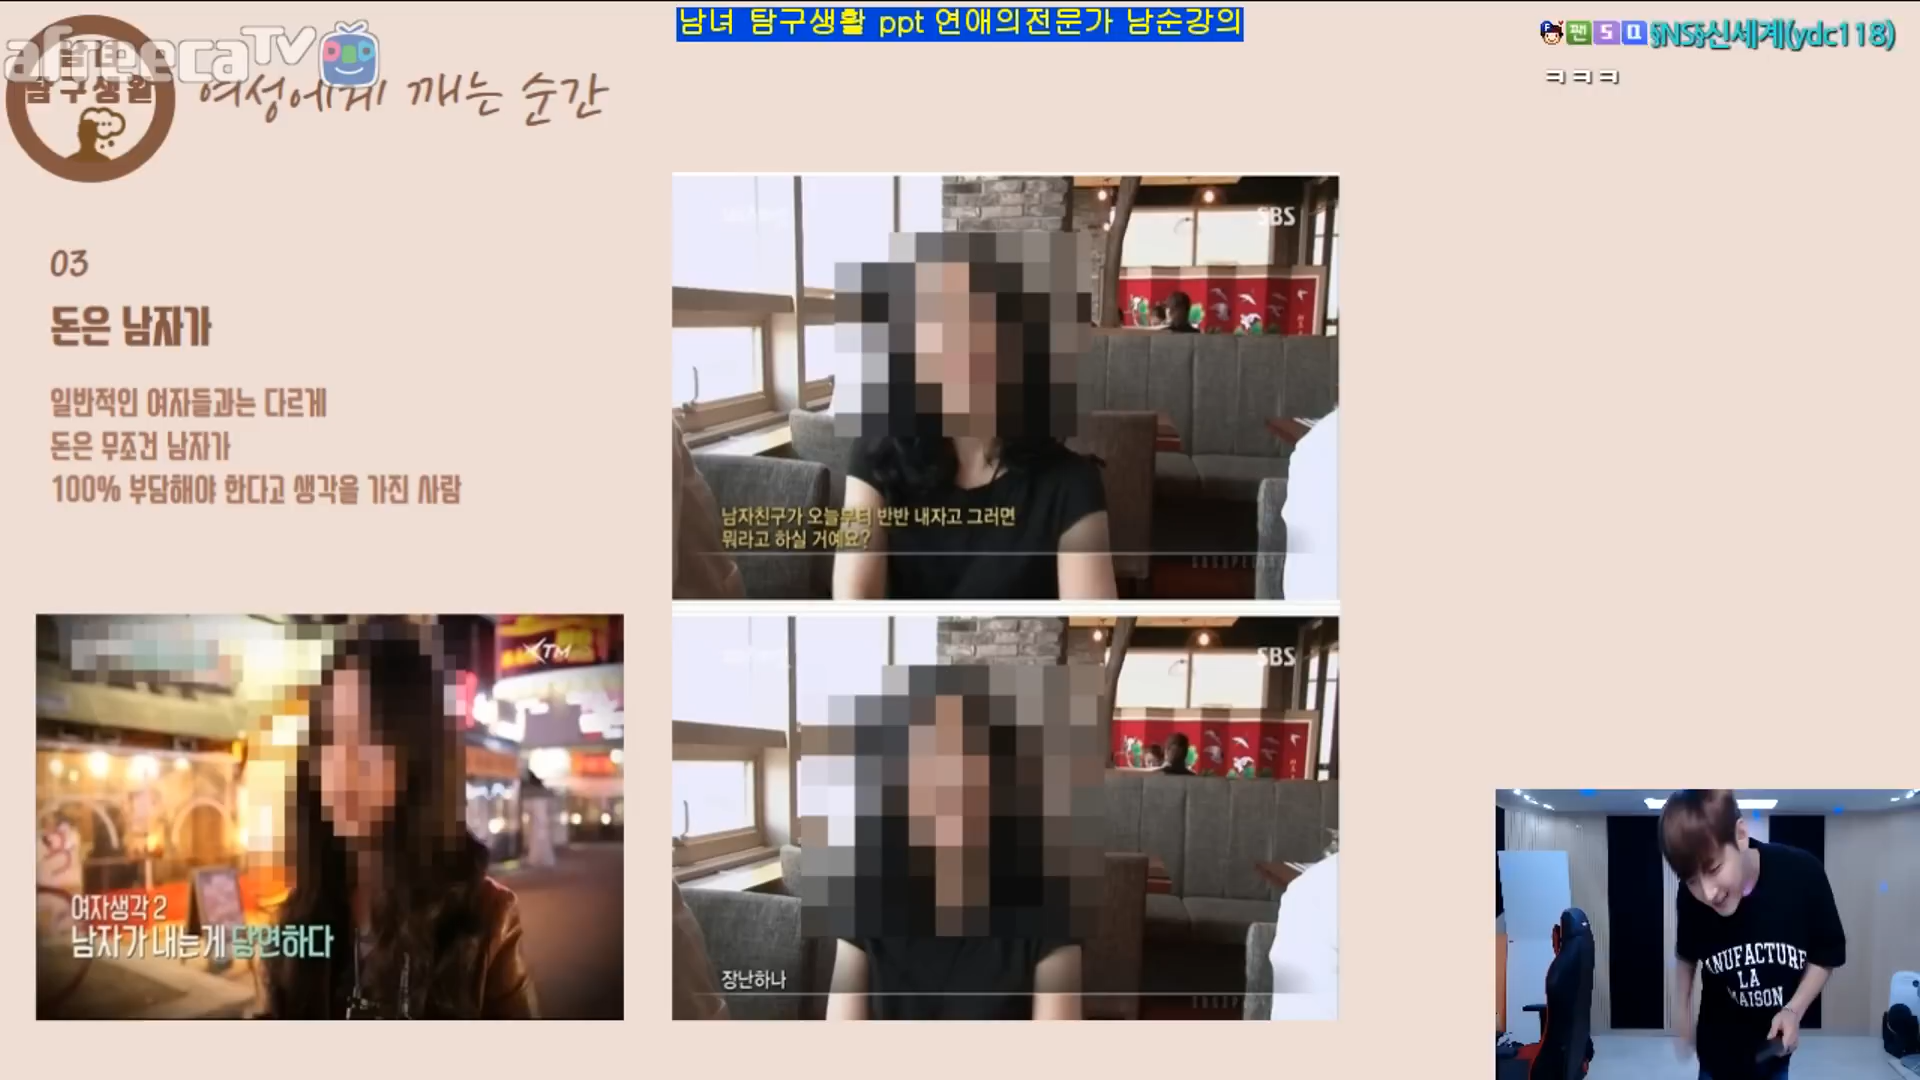 afreecaTV
탐구생활
여성에게 깨는 순간
남녀 탐구생활 ppt 연애의전문가 남순강의
팬 S
§NS§신세계(ydc118)
ㅋㅋㅋ
03
돈은 남자가
일반적인 여자들과는 다르게
돈은 무조건 남자가
100% 부담해야 한다고 생각을 가진 사람
SBS
남자친구가 오늘부터 반반 내자고 그러면
뭐라고 하실 거예요?
XTM
여자생각 2
남자가 내는게 당연하다
SBS
장난하나
MANUFACTURE
LA
MAISON